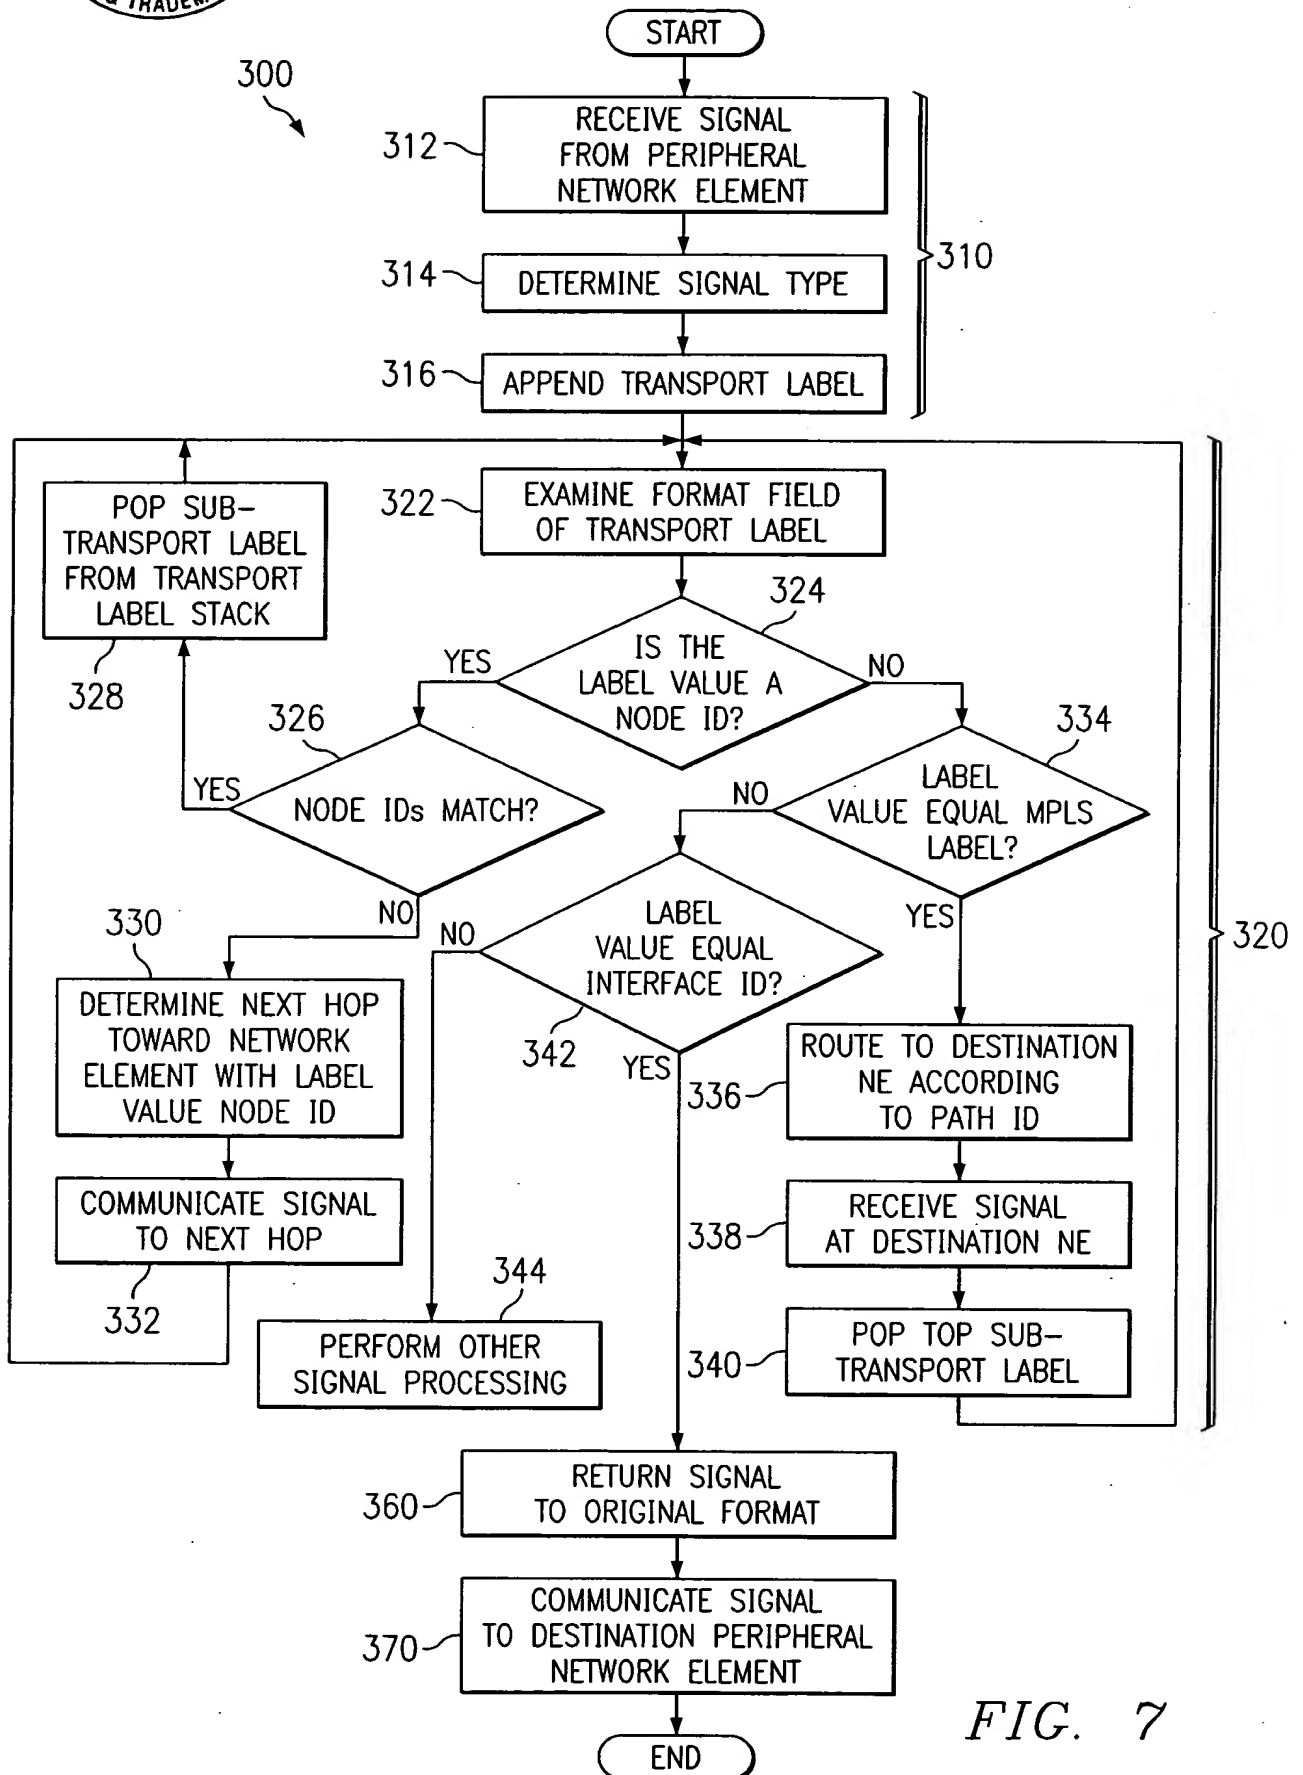 & TRADEM
START
300
RECEIVE SIGNAL
FROM PERIPHERAL
NETWORK ELEMENT
312
310
314
DETERMINE SIGNAL TYPE
316
APPEND TRANSPORT LABEL
POP SUB-
TRANSPORT LABEL
FROM TRANSPORT
LABEL STACK
328
322
EXAMINE FORMAT FIELD
OF TRANSPORT LABEL
324
IS THE
LABEL VALUE A
NODE ID?
YES
NO
326
NODE IDs MATCH?
YES
NO
334
LABEL
VALUE EQUAL MPLS
LABEL?
NO
YES
320
330
DETERMINE NEXT HOP
TOWARD NETWORK
ELEMENT WITH LABEL
VALUE NODE ID
LABEL
VALUE EQUAL
INTERFACE ID?
NO
342
YES
ROUTE TO DESTINATION
NE ACCORDING
TO PATH ID
336
COMMUNICATE SIGNAL
TO NEXT HOP
332
RECEIVE SIGNAL
AT DESTINATION NE
338
344
PERFORM OTHER
SIGNAL PROCESSING
POP TOP SUB-
TRANSPORT LABEL
340
RETURN SIGNAL
TO ORIGINAL FORMAT
360
COMMUNICATE SIGNAL
TO DESTINATION PERIPHERAL
NETWORK ELEMENT
370
END
FIG. 7